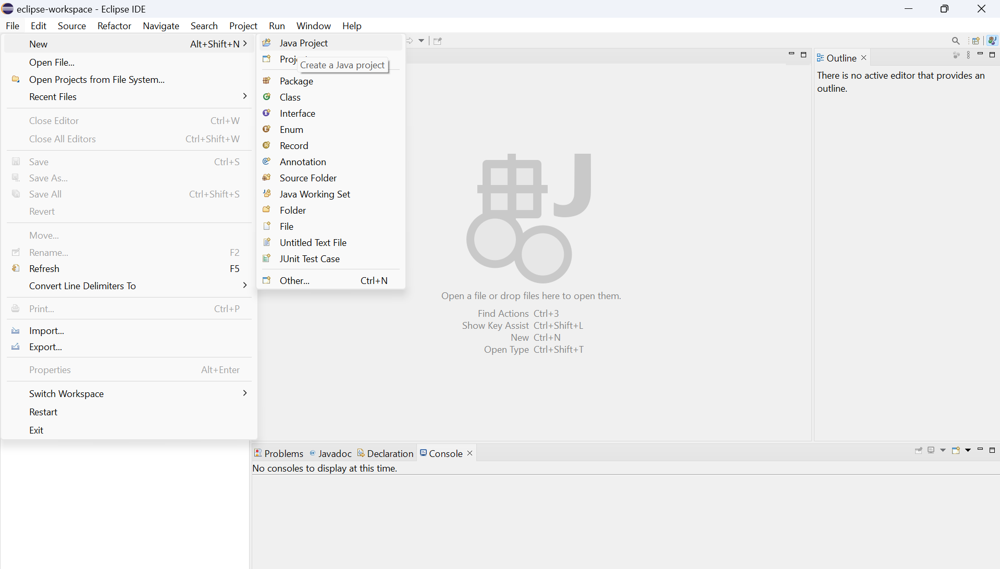 eclipse-workspace - Eclipse IDE
File Edit Source Refactor Navigate Search Project Run Window Help
New Alt+Shift+N
Open File...
Open Projects from File System...
Recent Files
Close Editor Ctrl+W
Close All Editors Ctrl+Shift+W
Save Ctrl+S
Save As...
Save All Ctrl+Shift+S
Revert
Move...
Rename... F2
Refresh F5
Convert Line Delimiters To
Print... Ctrl+P
Import...
Export...
Properties Alt+Enter
Switch Workspace
Restart
Exit
Java Project
Create a Java project
Package
Class
Interface
Enum
Record
Annotation
Source Folder
Java Working Set
Folder
File
Untitled Text File
JUnit Test Case
Other... Ctrl+N
Open a file or drop files here to open them.
Find Actions Ctrl+3
Show Key Assist Ctrl+Shift+L
New Ctrl+N
Open Type Ctrl+Shift+T
Outline
There is no active editor that provides an
outline.
Problems Javadoc Declaration Console
No consoles to display at this time.